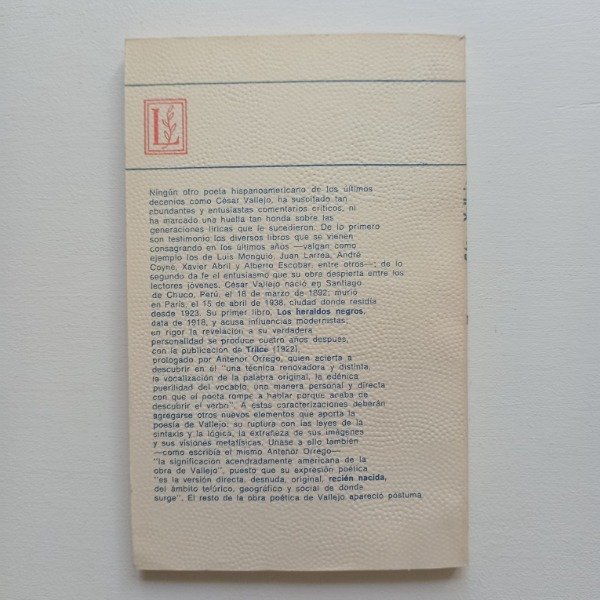 L
Ningún otro poeta hispanoamericano de los últimos
decenios como César Vallejo, ha suscitado tan
abundantes y entusiastas comentarios críticos, ni
ha marcado una huella tan honda sobre las
generaciones líricas que le sucedieron. De lo primero
son testimonio los diversos libros que se vienen
consagrando en los últimos años —valgan como
ejemplo los de Luis Monguió, Juan Larrea, André
Coyné, Xavier Abril y Alberto Escobar, entre otros—; de lo
segundo da fe el entusiasmo que su obra despierta entre los
lectores jóvenes. César Vallejo nació en Santiago
de Chuco, Perú, el 18 de marzo de 1892; murió
en París, el 15 de abril de 1938, ciudad donde residía
desde 1923. Su primer libro, Los heraldos negros,
data de 1918, y acusa influencias modernistas;
en rigor la revelación a su verdadera
personalidad se produce cuatro años después,
con la publicación de Trilce (1922),
prologado por Antenor Orrego, quien acierta a
descubrir en él "una técnica renovadora y distinta,
la vocalización de la palabra original, la edénica
puerilidad del vocablo, una manera personal y directa
con que el poeta rompe a hablar porque acaba de
descubrir el verbo". A estas caracterizaciones deberán
agregarse otros nuevos elementos que aporta la
poesía de Vallejo: su ruptura con las leyes de la
sintaxis y la lógica, la extrañeza de sus imágenes
y sus visiones metafísicas. Únase a ello también
—como escribía el mismo Antenor Orrego—
"la significación acendradamente americana de la
obra de Vallejo", puesto que su expresión poética
"es la versión directa, desnuda, original, recién nacida,
del ámbito telúrico, geográfico y social de donde
surge". El resto de la obra poética de Vallejo apareció póstuma